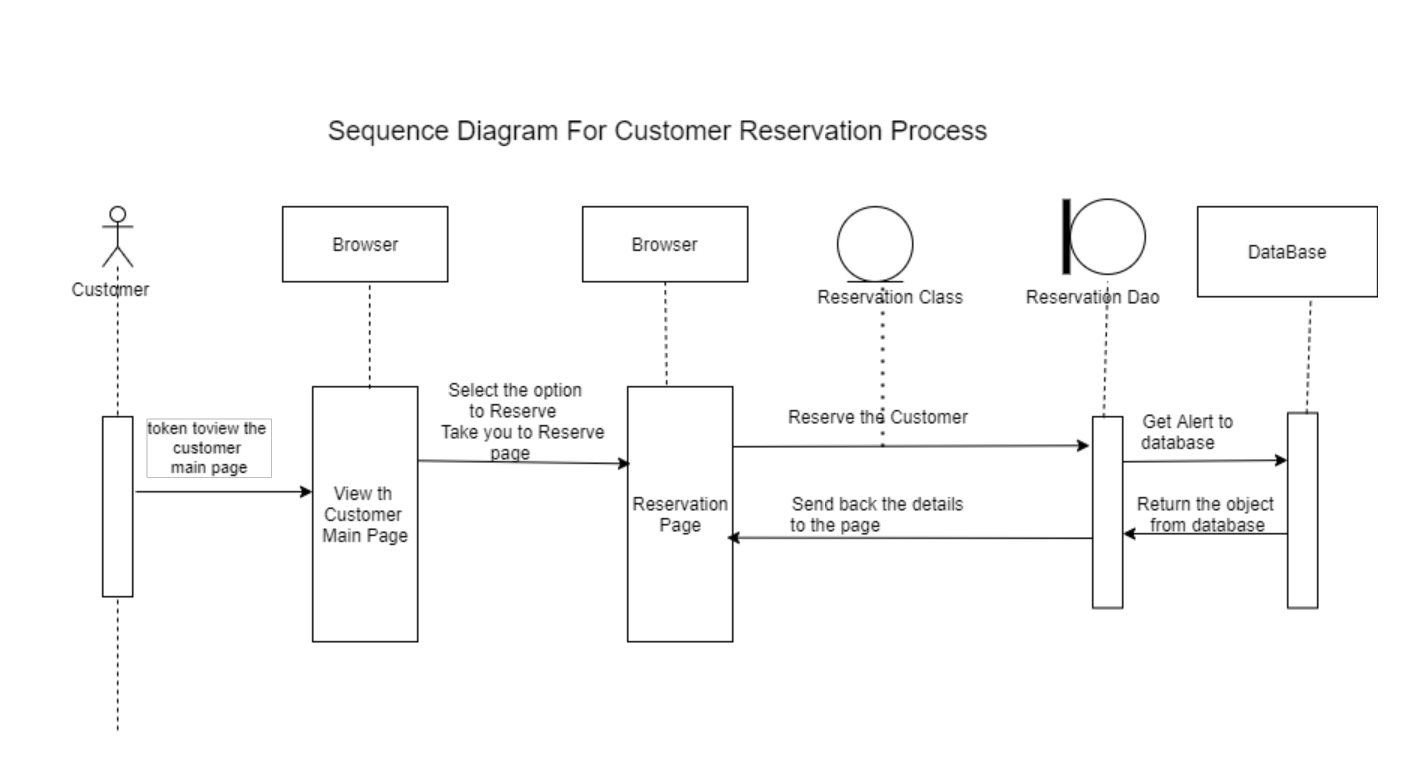 Sequence Diagram For Customer Reservation Process
Customer
Browser
Browser
Reservation Class
Reservation Dao
DataBase
token toview the
customer
main page
View th
Customer
Main Page
Select the option
to Reserve
Take you to Reserve
page
Reservation
Page
Reserve the Customer
Send back the details
to the page
Get Alert to
database
Return the object
from database